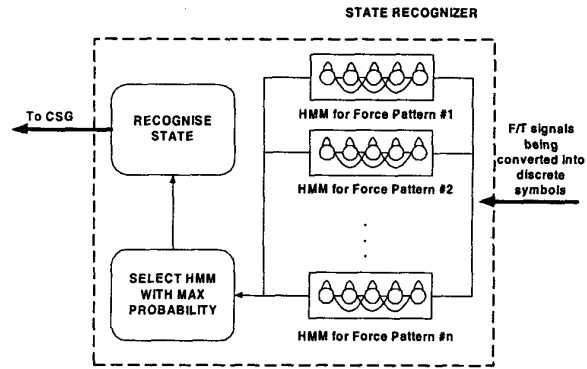 STATE RECOGNIZER
To CSG
RECOGNISE
STATE
HMM for Force Pattern #1
HMM for Force Pattern #2
F/T signals
being
converted into
discrete
symbols
SELECT HMM
WITH MAX
PROBABILITY
HMM for Force Pattern #n